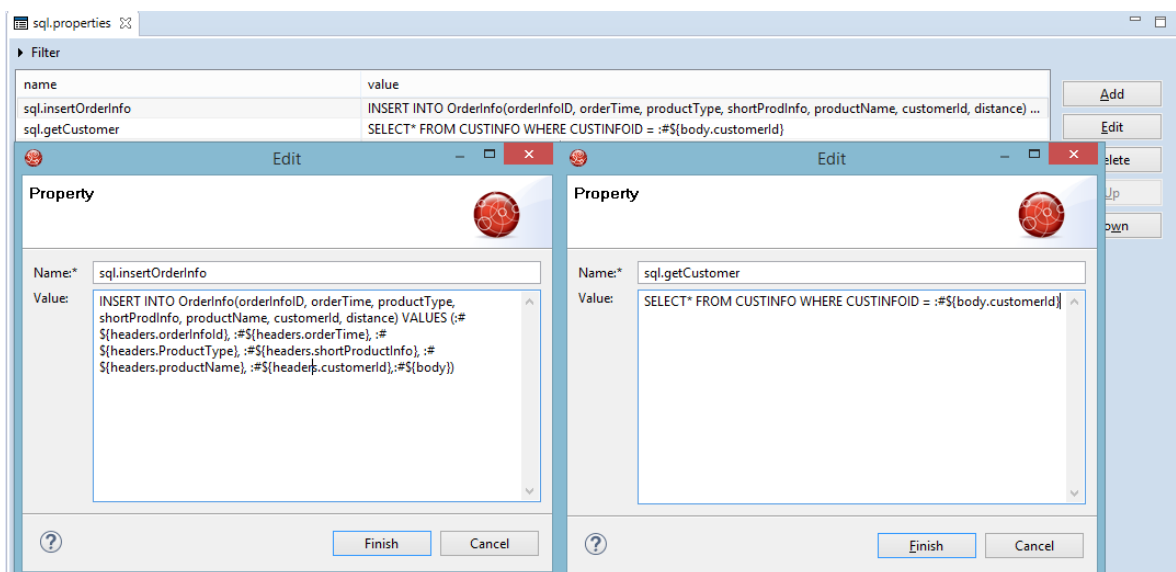 sql.properties
Filter
name value
sql.insertOrderInfo INSERT INTO OrderInfo(orderInfoID, orderTime, productType, shortProdInfo, productName, customerId, distance) ...
sql.getCustomer SELECT* FROM CUSTINFO WHERE CUSTINFOID = :#${body.customerId}
Add
Edit
elete
Up
own
Edit
Property
Name:* sql.insertOrderInfo
Value: INSERT INTO OrderInfo(orderInfoID, orderTime, productType,
shortProdInfo, productName, customerId, distance) VALUES (:#
${headers.orderInfoId}, :#${headers.orderTime}, :#
${headers.ProductType}, :#${headers.shortProductInfo}, :#
${headers.productName}, :#${headers.customerId},:#${body})
Finish Cancel
Edit
Property
Name:* sql.getCustomer
Value: SELECT* FROM CUSTINFO WHERE CUSTINFOID = :#${body.customerId}
Finish Cancel